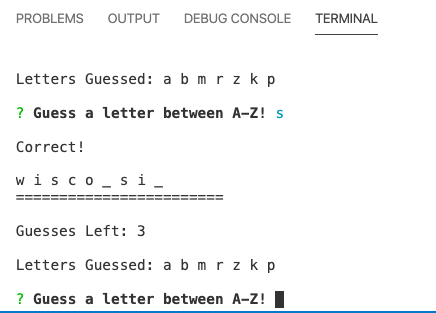 PROBLEMS OUTPUT DEBUG CONSOLE TERMINAL
Letters Guessed: a b m r z k p
? Guess a letter between A-Z! s
Correct!
w i s c o _ s i _
=========================
Guesses Left: 3
Letters Guessed: a b m r z k p
? Guess a letter between A-Z!